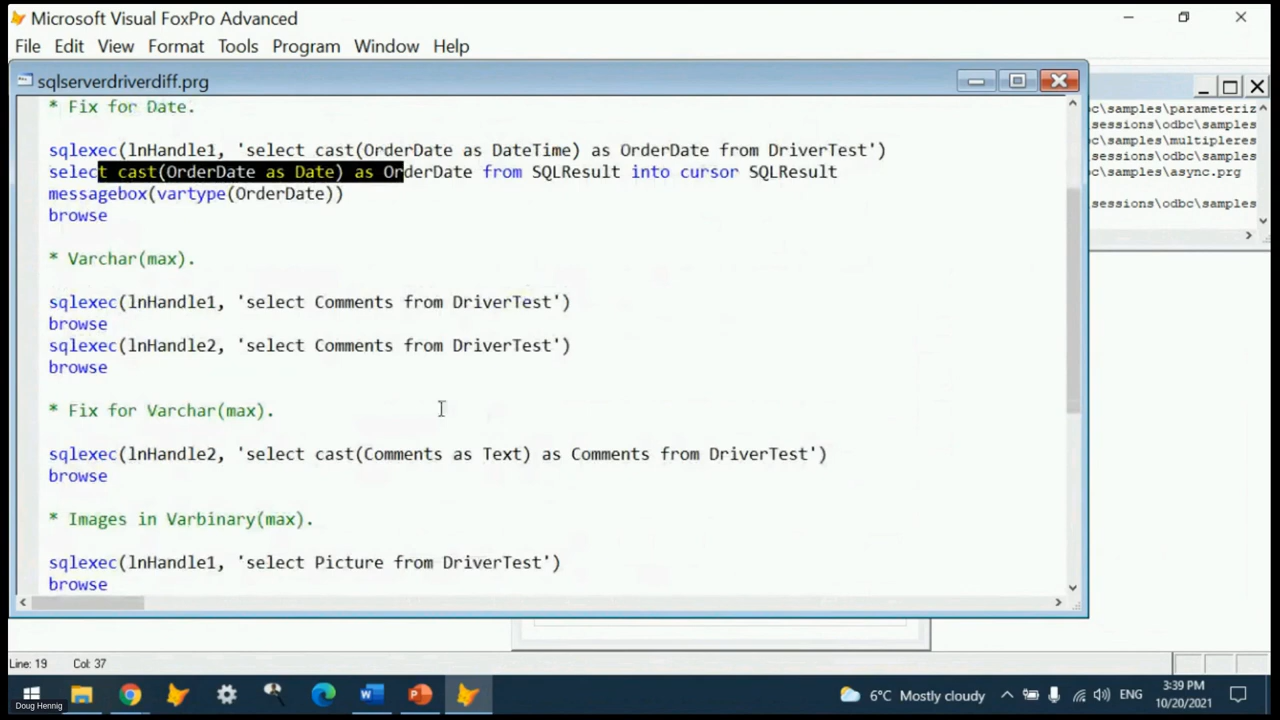 Microsoft Visual FoxPro Advanced
File Edit View Format Tools Program Window Help
sqlserverdriverdiff.prg
* Fix for Date.
sqlexec(lnHandle1, 'select cast(OrderDate as DateTime) as OrderDate from DriverTest')
select cast(OrderDate as Date) as OrderDate from SQLResult into cursor SQLResult
messagebox(vartype(OrderDate))
browse
* Varchar(max).
sqlexec(lnHandle1, 'select Comments from DriverTest')
browse
sqlexec(lnHandle2, 'select Comments from DriverTest')
browse
* Fix for Varchar(max).
sqlexec(lnHandle2, 'select cast(Comments as Text) as Comments from DriverTest')
browse
* Images in Varbinary(max).
sqlexec(lnHandle1, 'select Picture from DriverTest')
browse
bc\samples\parameteriz
sessions\odbc\samples
bc\samples\multipleres
bc\samples\async.prg
sessions\odbc\samples
Line: 19 Col: 37
Doug Hennig
6°C Mostly cloudy
ENG
3:39 PM
10/20/2021